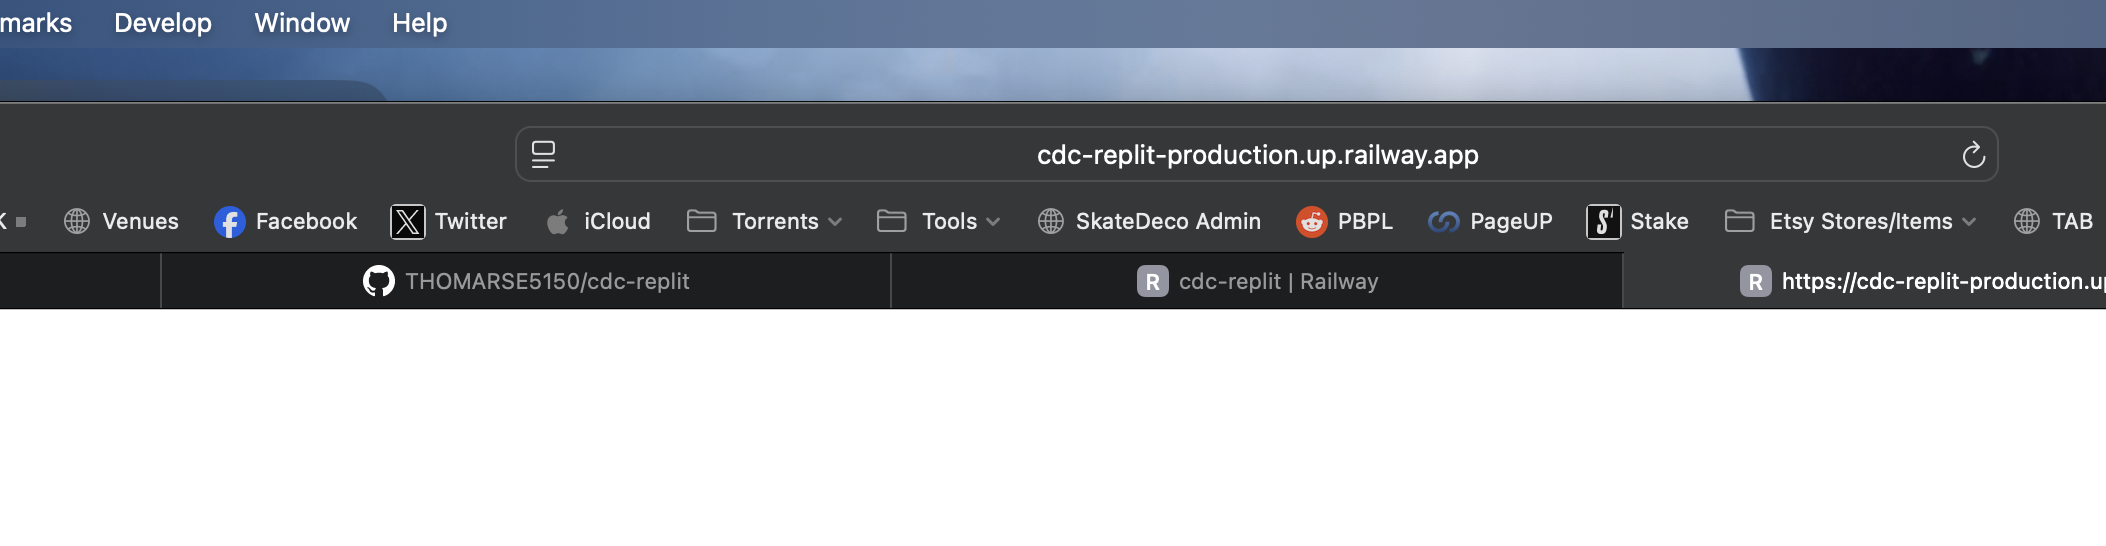 marks Develop Window Help
cdc-replit-production.up.railway.app
K Venues Facebook Twitter iCloud Torrents Tools SkateDeco Admin PBPL PageUP Stake Etsy Stores/Items TAB
THOMARSE5150/cdc-replit R cdc-replit | Railway R https://cdc-replit-production.up